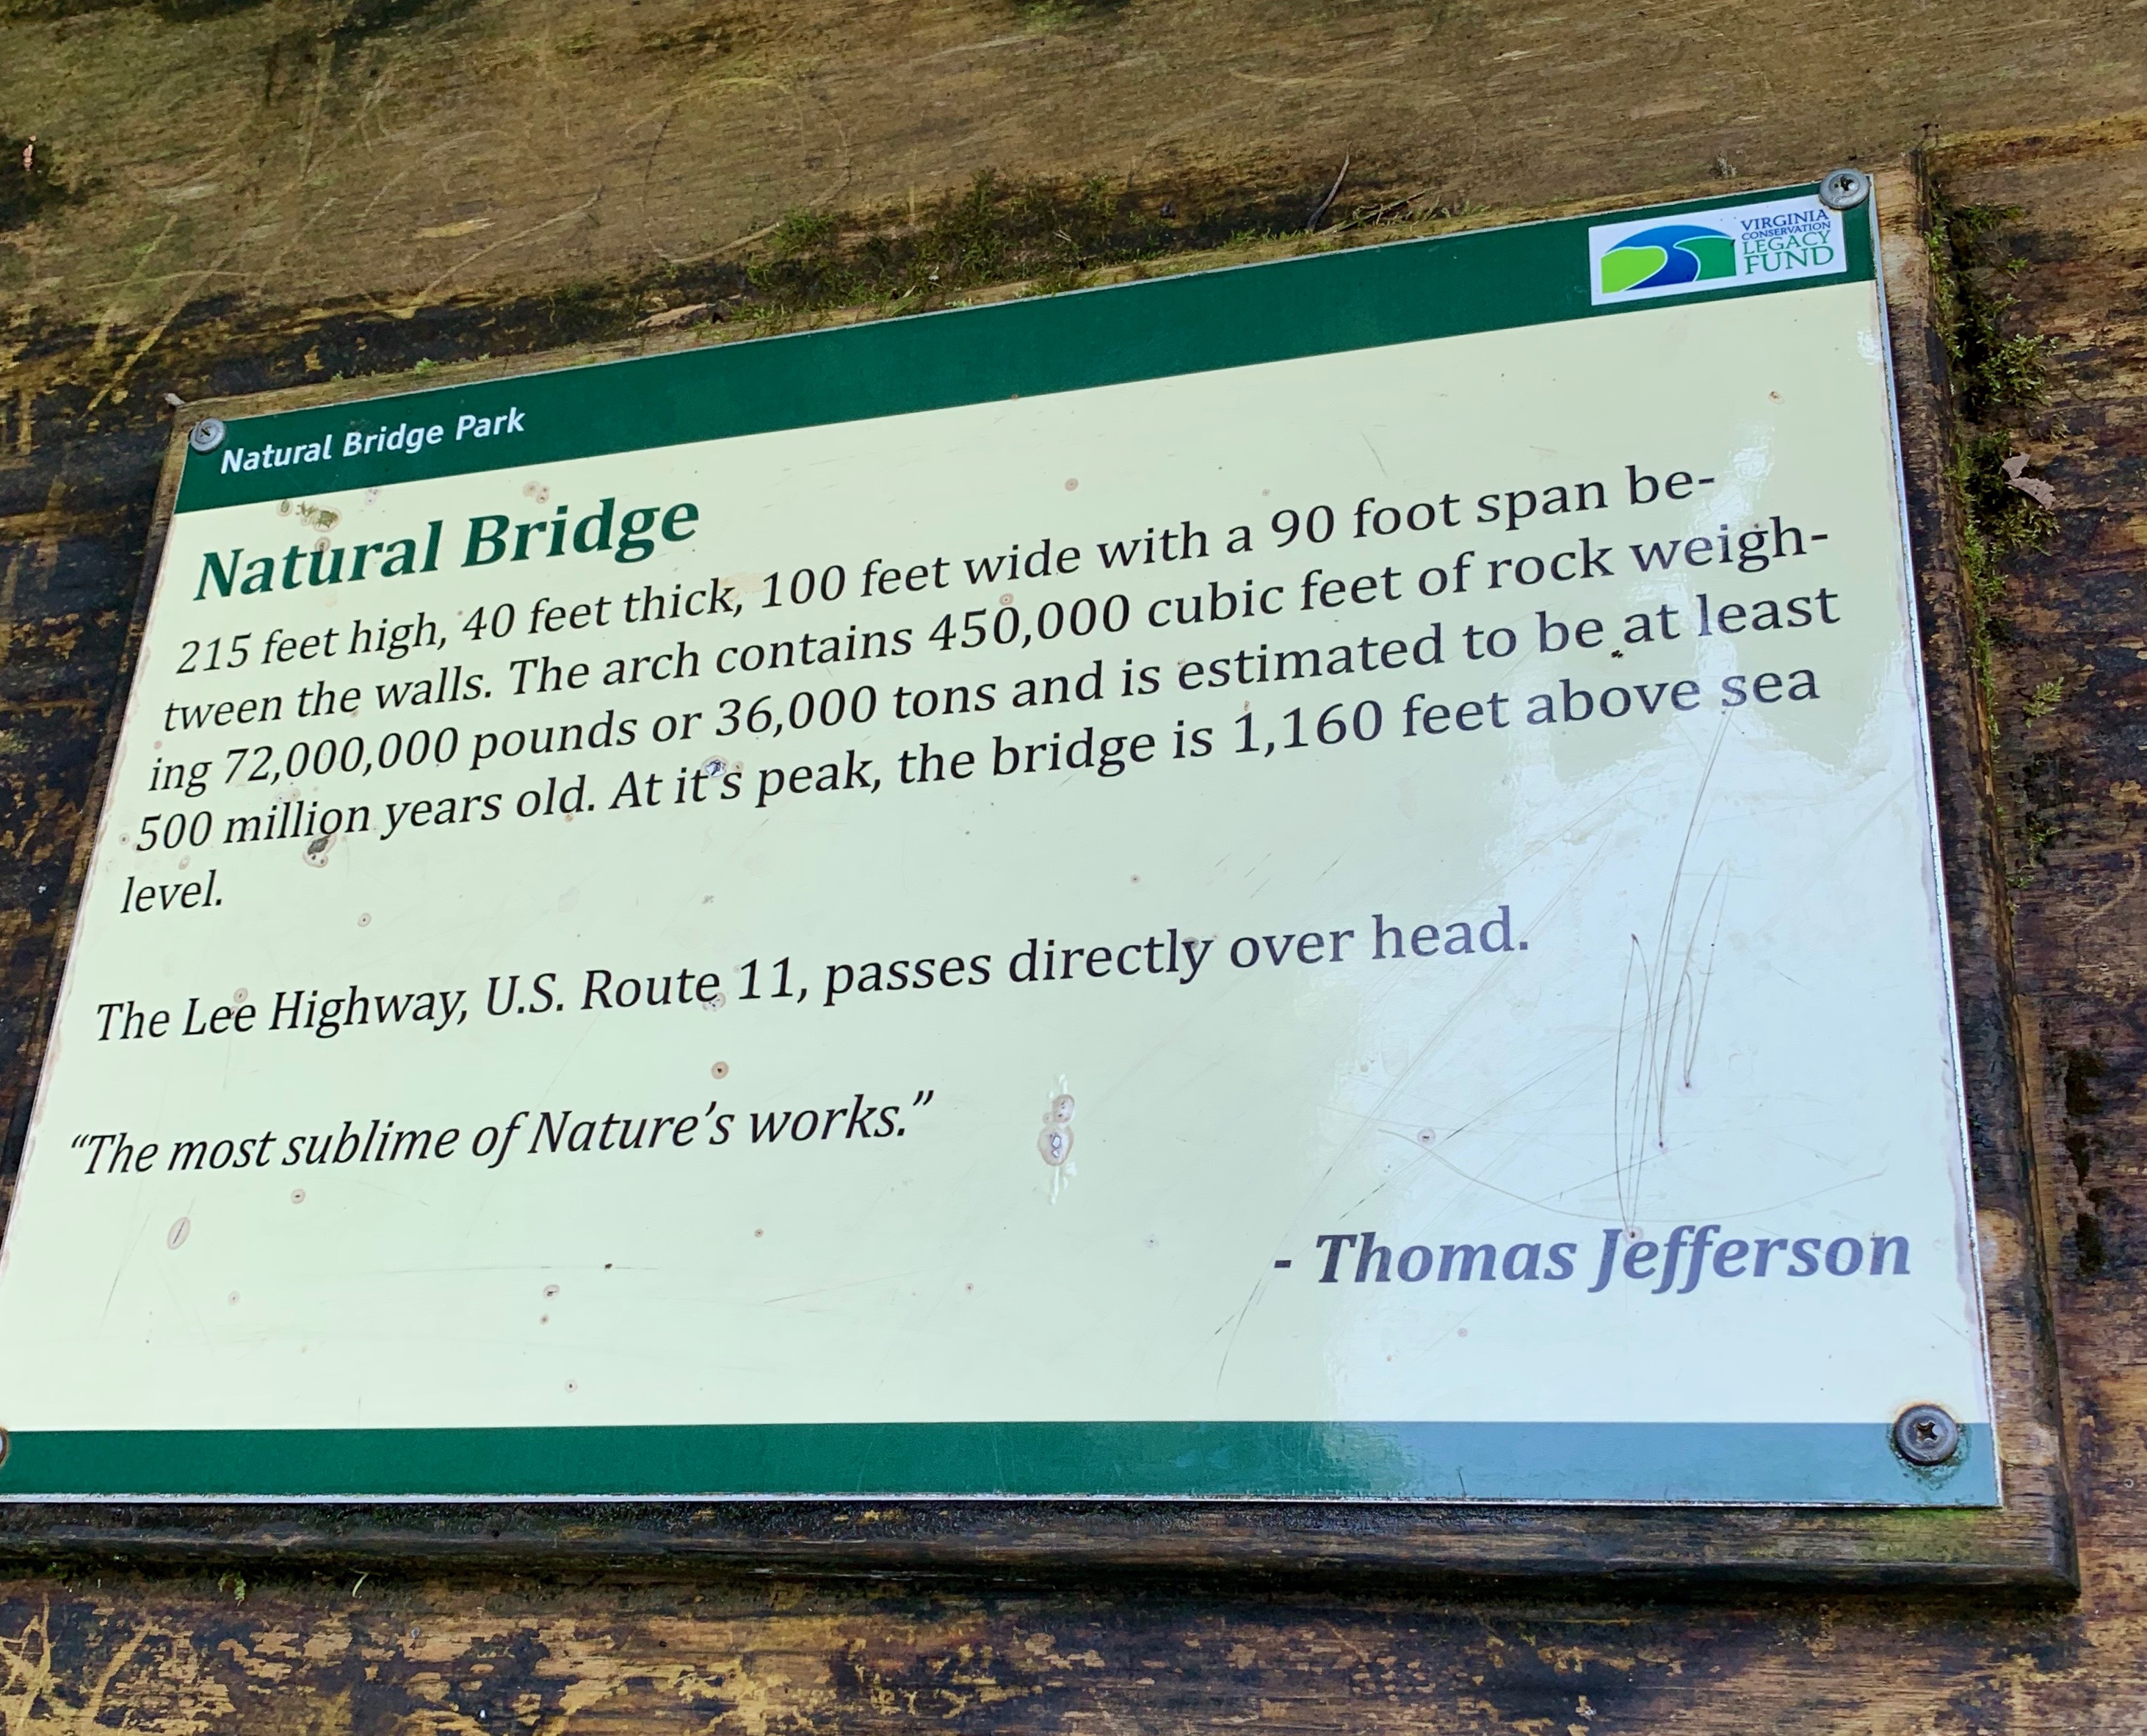 VIRGINIA
CONSERVATION
LEGACY
FUND
Natural Bridge Park
Natural Bridge
215 feet high, 40 feet thick, 100 feet wide with a 90 foot span be-
tween the walls. The arch contains 450,000 cubic feet of rock weigh-
ing 72,000,000 pounds or 36,000 tons and is estimated to be at least
500 million years old. At it's peak, the bridge is 1,160 feet above sea
level.
The Lee Highway, U.S. Route 11, passes directly over head.
“The most sublime of Nature’s works.”
- Thomas Jefferson